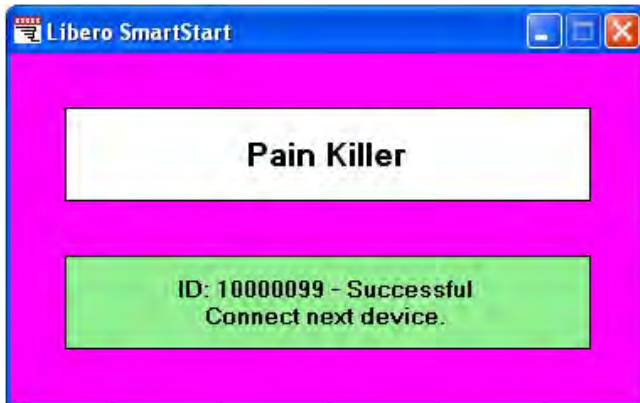 Libero SmartStart
Pain Killer
ID: 10000099 - Successful
Connect next device.